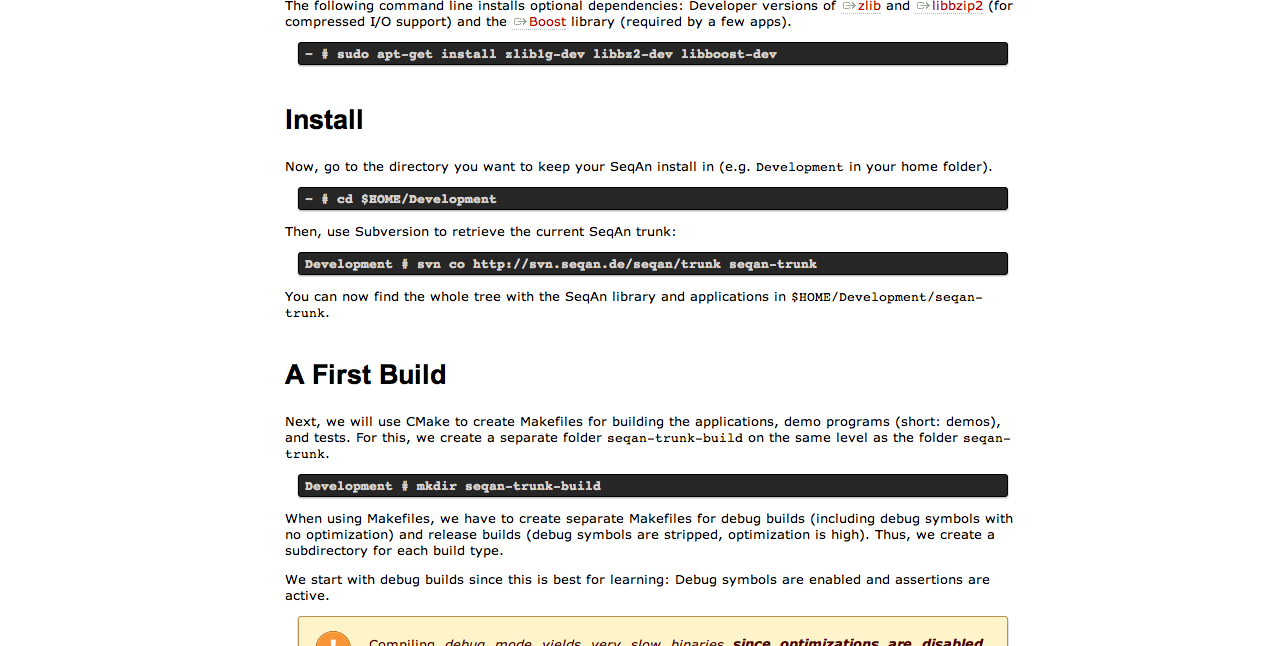 The following command line installs optional dependencies: Developer versions of zlib and libbzip2 (for
compressed I/O support) and the Boost library (required by a few apps).
~ # sudo apt-get install zlib1g-dev libbz2-dev libboost-dev
Install
Now, go to the directory you want to keep your SeqAn install in (e.g. Development in your home folder).
~ # cd $HOME/Development
Then, use Subversion to retrieve the current SeqAn trunk:
Development # svn co http://svn.seqan.de/seqan/trunk seqan-trunk
You can now find the whole tree with the SeqAn library and applications in $HOME/Development/seqan-
trunk.
A First Build
Next, we will use CMake to create Makefiles for building the applications, demo programs (short: demos),
and tests. For this, we create a separate folder seqan-trunk-build on the same level as the folder seqan-
trunk.
Development # mkdir seqan-trunk-build
When using Makefiles, we have to create separate Makefiles for debug builds (including debug symbols with
no optimization) and release builds (debug symbols are stripped, optimization is high). Thus, we create a
subdirectory for each build type.
We start with debug builds since this is best for learning: Debug symbols are enabled and assertions are
active.
Compiling debug mode yields very slow binaries since optimizations are disabled